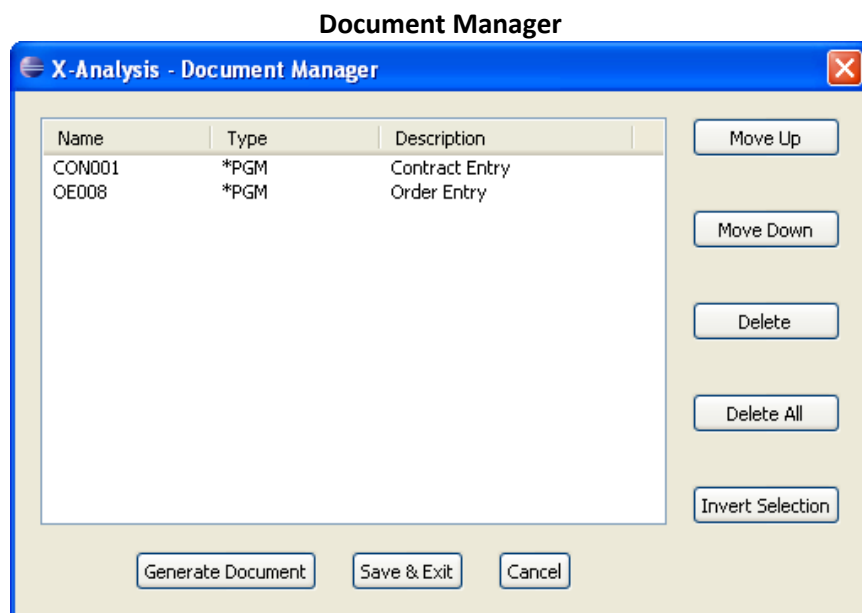 Document Manager
X-Analysis - Document Manager
Name Type Description
CON001 *PGM Contract Entry
OE008 *PGM Order Entry
Move Up
Move Down
Delete
Delete All
Invert Selection
Generate Document Save & Exit Cancel